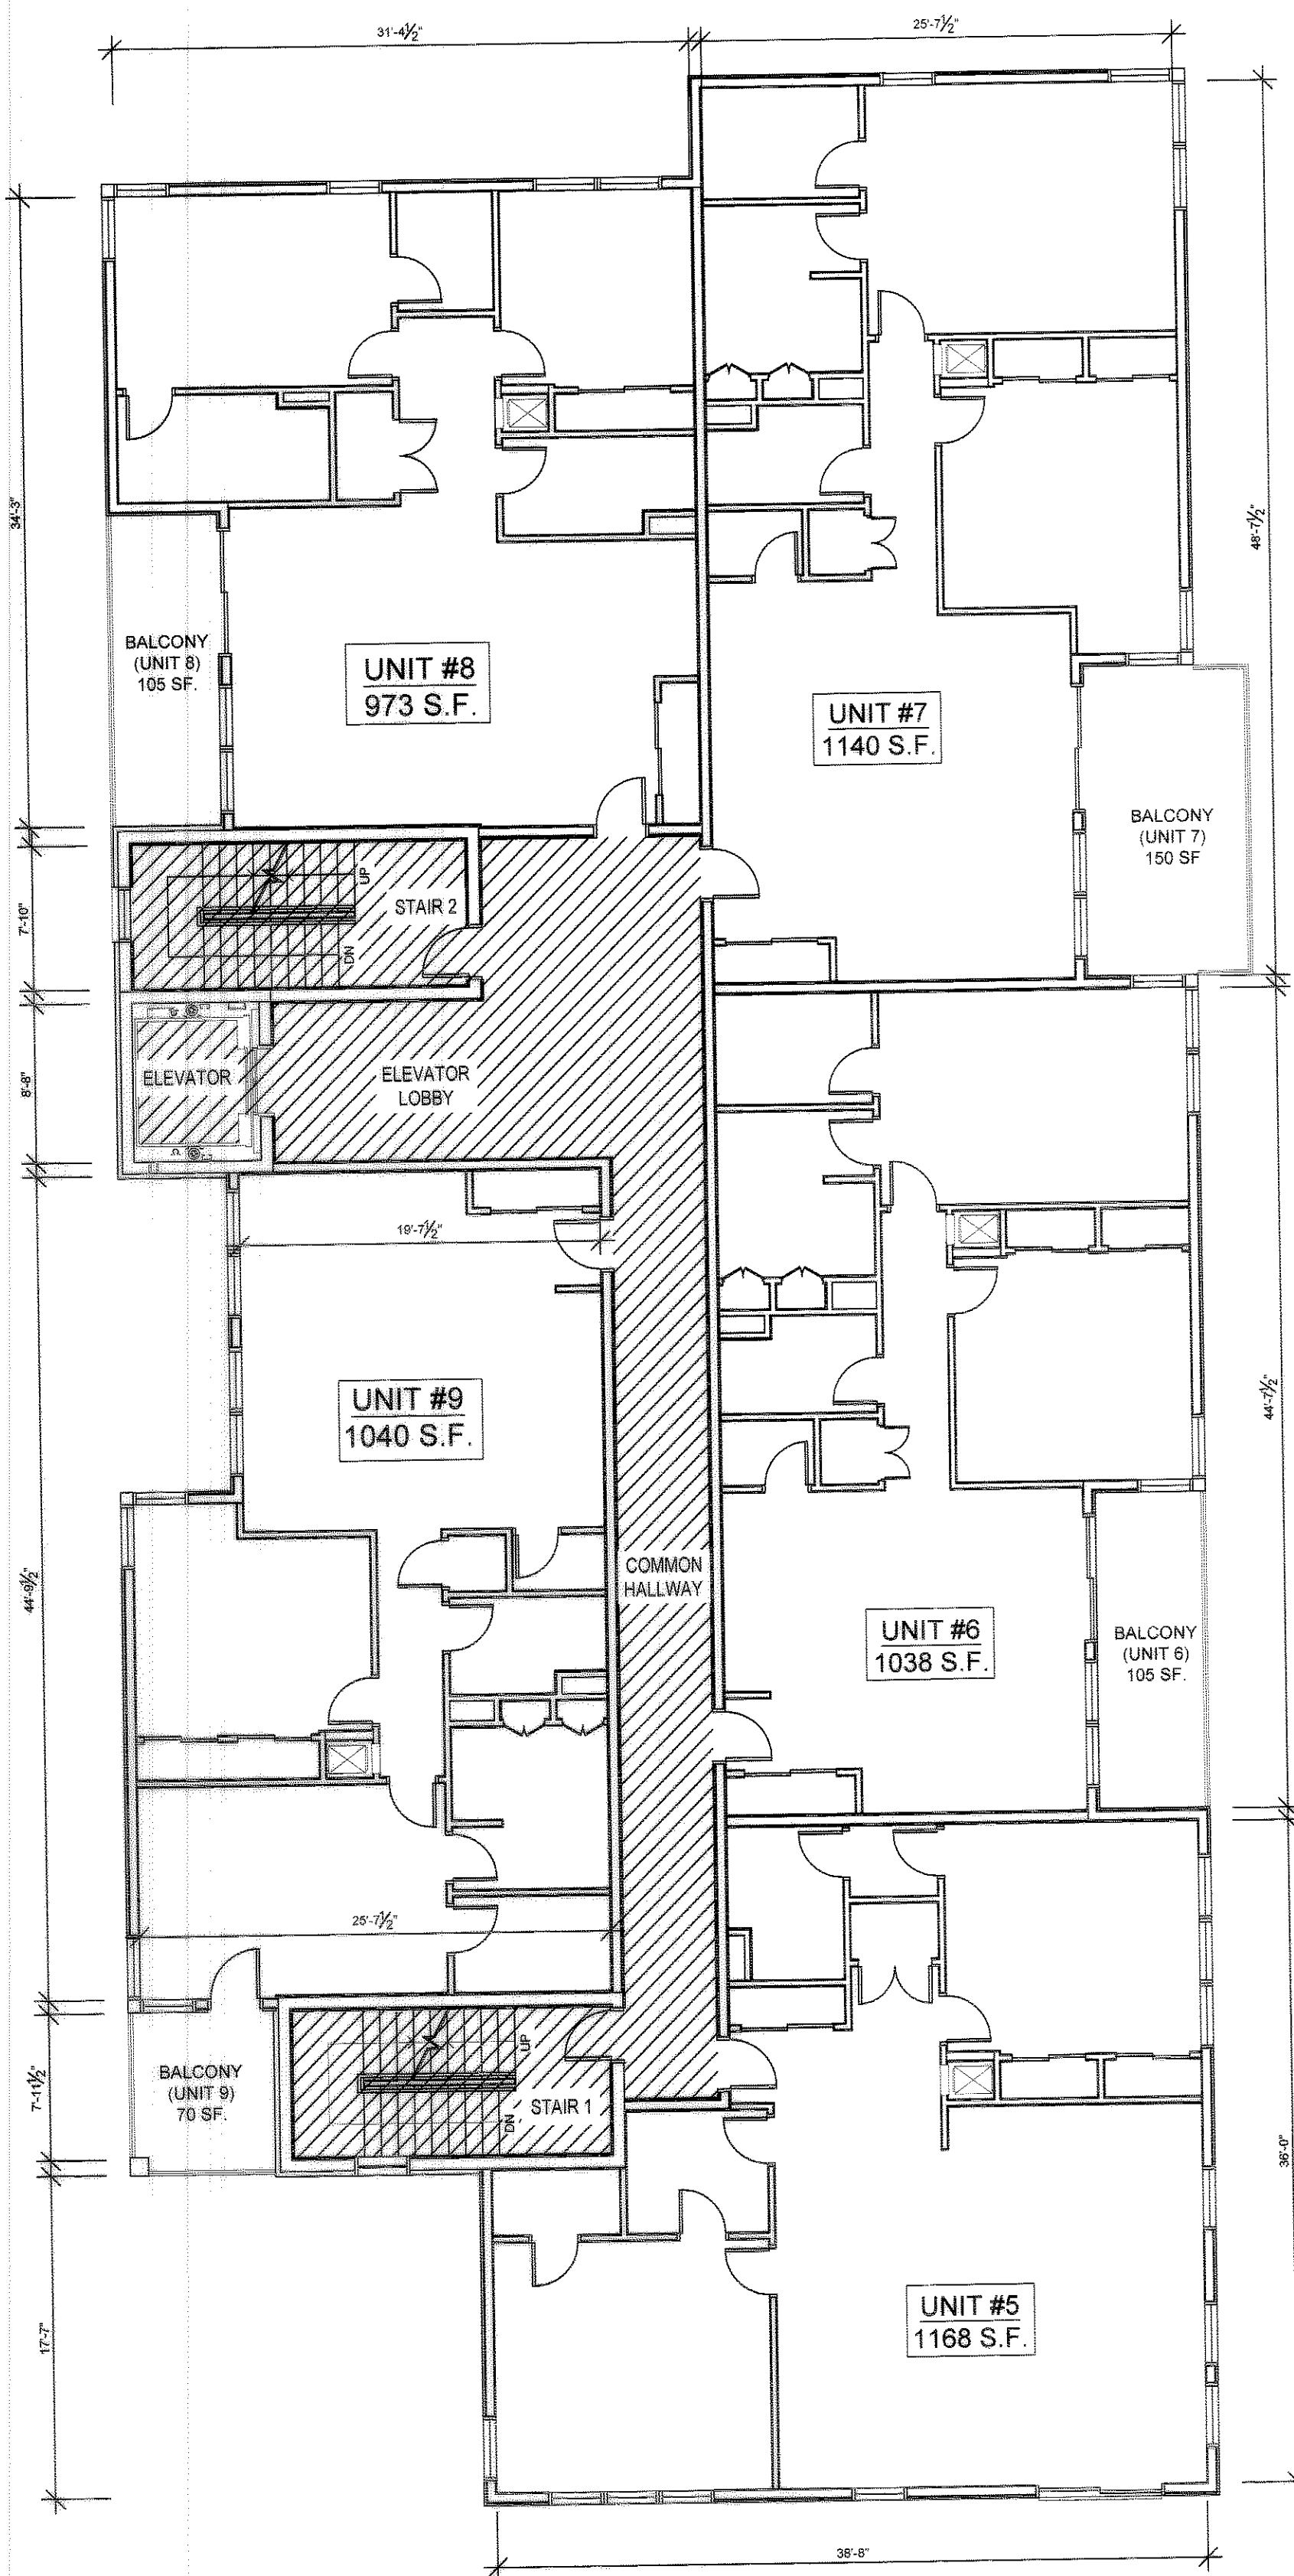 31'-4½"
25'-7½"
34'-3"
48'-7½"
BALCONY
(UNIT 8)
105 SF.
UNIT #8
973 S.F.
UNIT #7
1140 S.F.
BALCONY
(UNIT 7)
150 SF
7'-10"
UP
STAIR 2
DN
8'-8"
ELEVATOR
ELEVATOR
LOBBY
19'-7½"
44'-7½"
UNIT #9
1040 S.F.
COMMON
HALLWAY
44'-9½"
UNIT #6
1038 S.F.
BALCONY
(UNIT 6)
105 SF.
25'-7½"
7'-11½"
BALCONY
(UNIT 9)
70 SF.
UP
STAIR 1
DN
36'-0"
17'-7"
UNIT #5
1168 S.F.
38'-8"